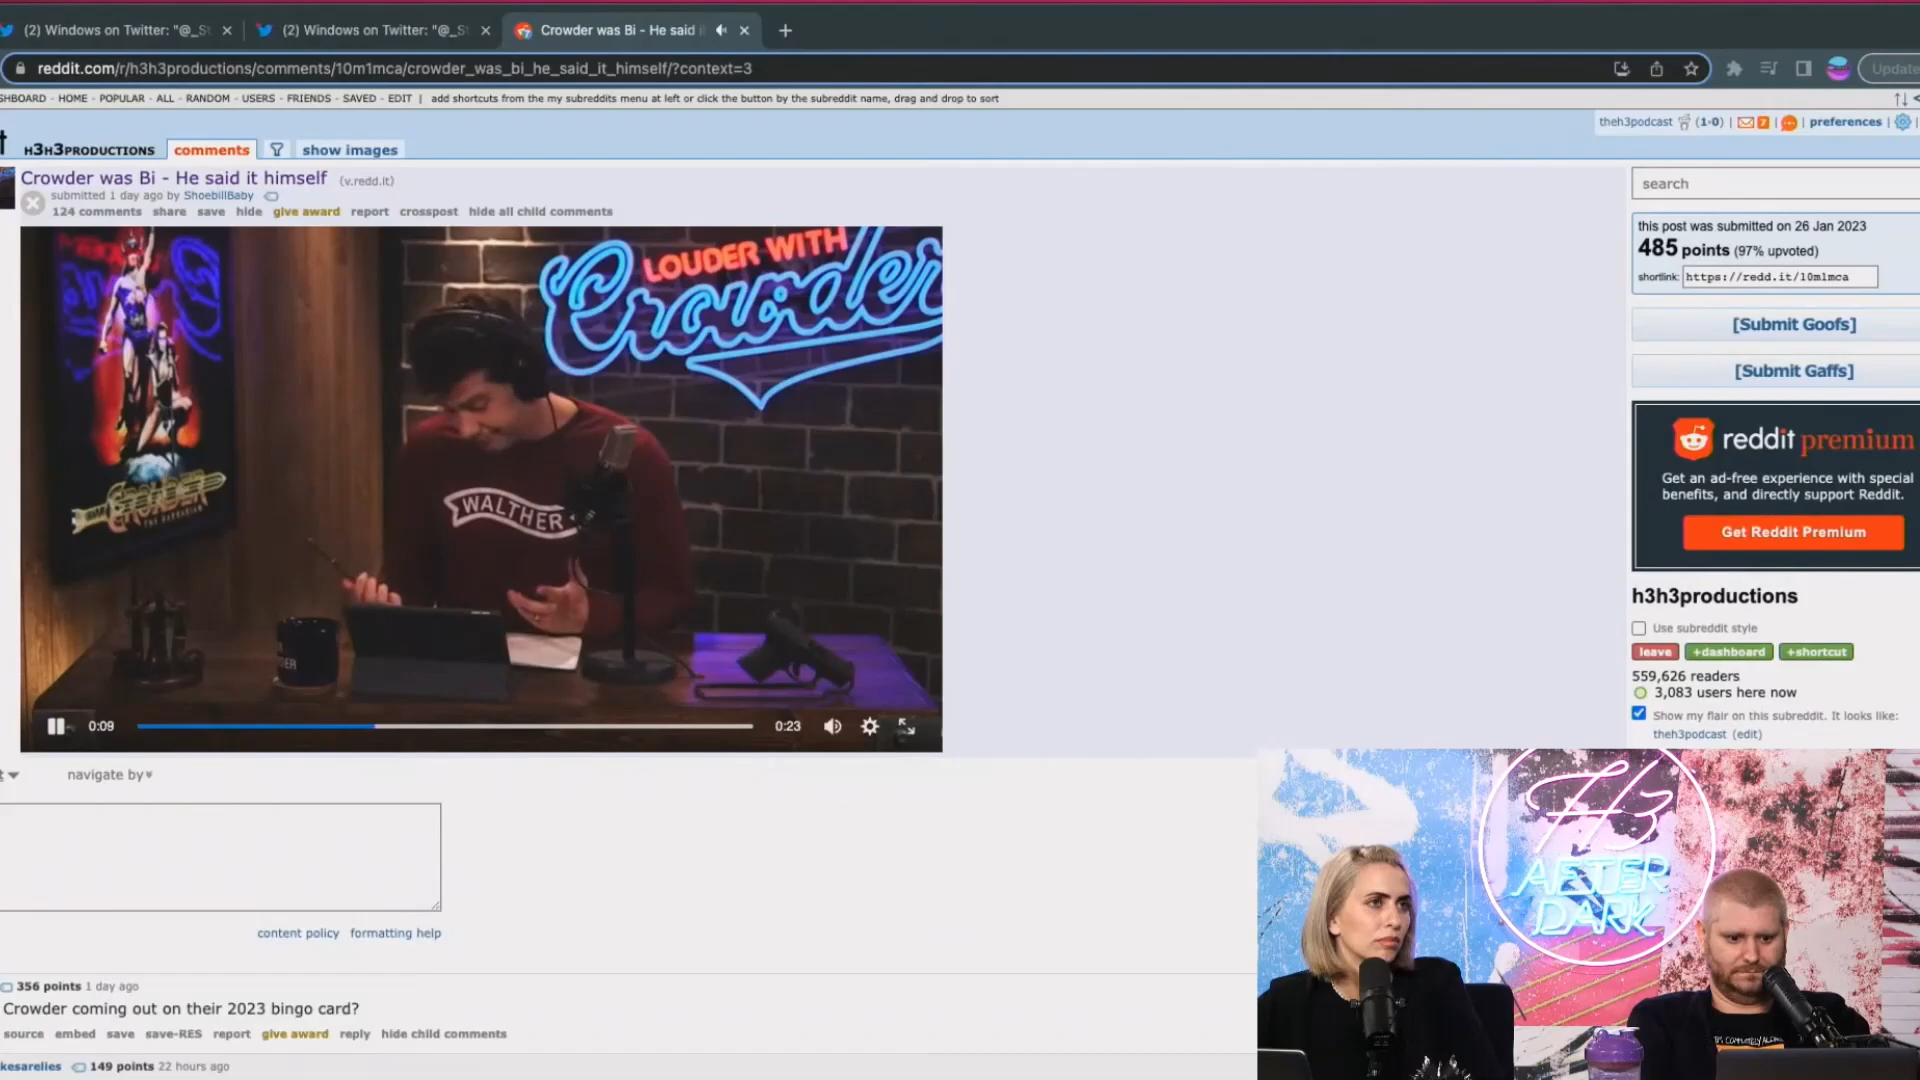 (2) Windows on Twitter: "@_St
(2) Windows on Twitter: "@_St
Crowder was Bi - He said i
reddit.com/r/h3h3productions/comments/10m1mca/crowder_was_bi_he_said_it_himself/?context=3
Update
SHBOARD - HOME - POPULAR - ALL - RANDOM - USERS - FRIENDS - SAVED - EDIT | add shortcuts from the my subreddits menu at left or click the button by the subreddit name, drag and drop to sort
theh3podcast (1·0) | 7 | | preferences |
H3H3PRODUCTIONS comments show images
Crowder was Bi - He said it himself (v.redd.it)
submitted 1 day ago by ShoebillBaby
124 comments share save hide give award report crosspost hide all child comments
LOUDER WITH
Crowder
WALTHER
CROWDER
THE BARBARIAN
DER
0:09
0:23
search
this post was submitted on 26 Jan 2023
485 points (97% upvoted)
shortlink: https://redd.it/10m1mca
[Submit Goofs]
[Submit Gaffs]
reddit premium
Get an ad-free experience with special
benefits, and directly support Reddit.
Get Reddit Premium
h3h3productions
Use subreddit style
leave +dashboard +shortcut
559,626 readers
3,083 users here now
Show my flair on this subreddit. It looks like:
theh3podcast (edit)
navigate by
content policy formatting help
356 points 1 day ago
Crowder coming out on their 2023 bingo card?
source embed save save-RES report give award reply hide child comments
kesarelies 149 points 22 hours ago
H3
AFTER
DARK